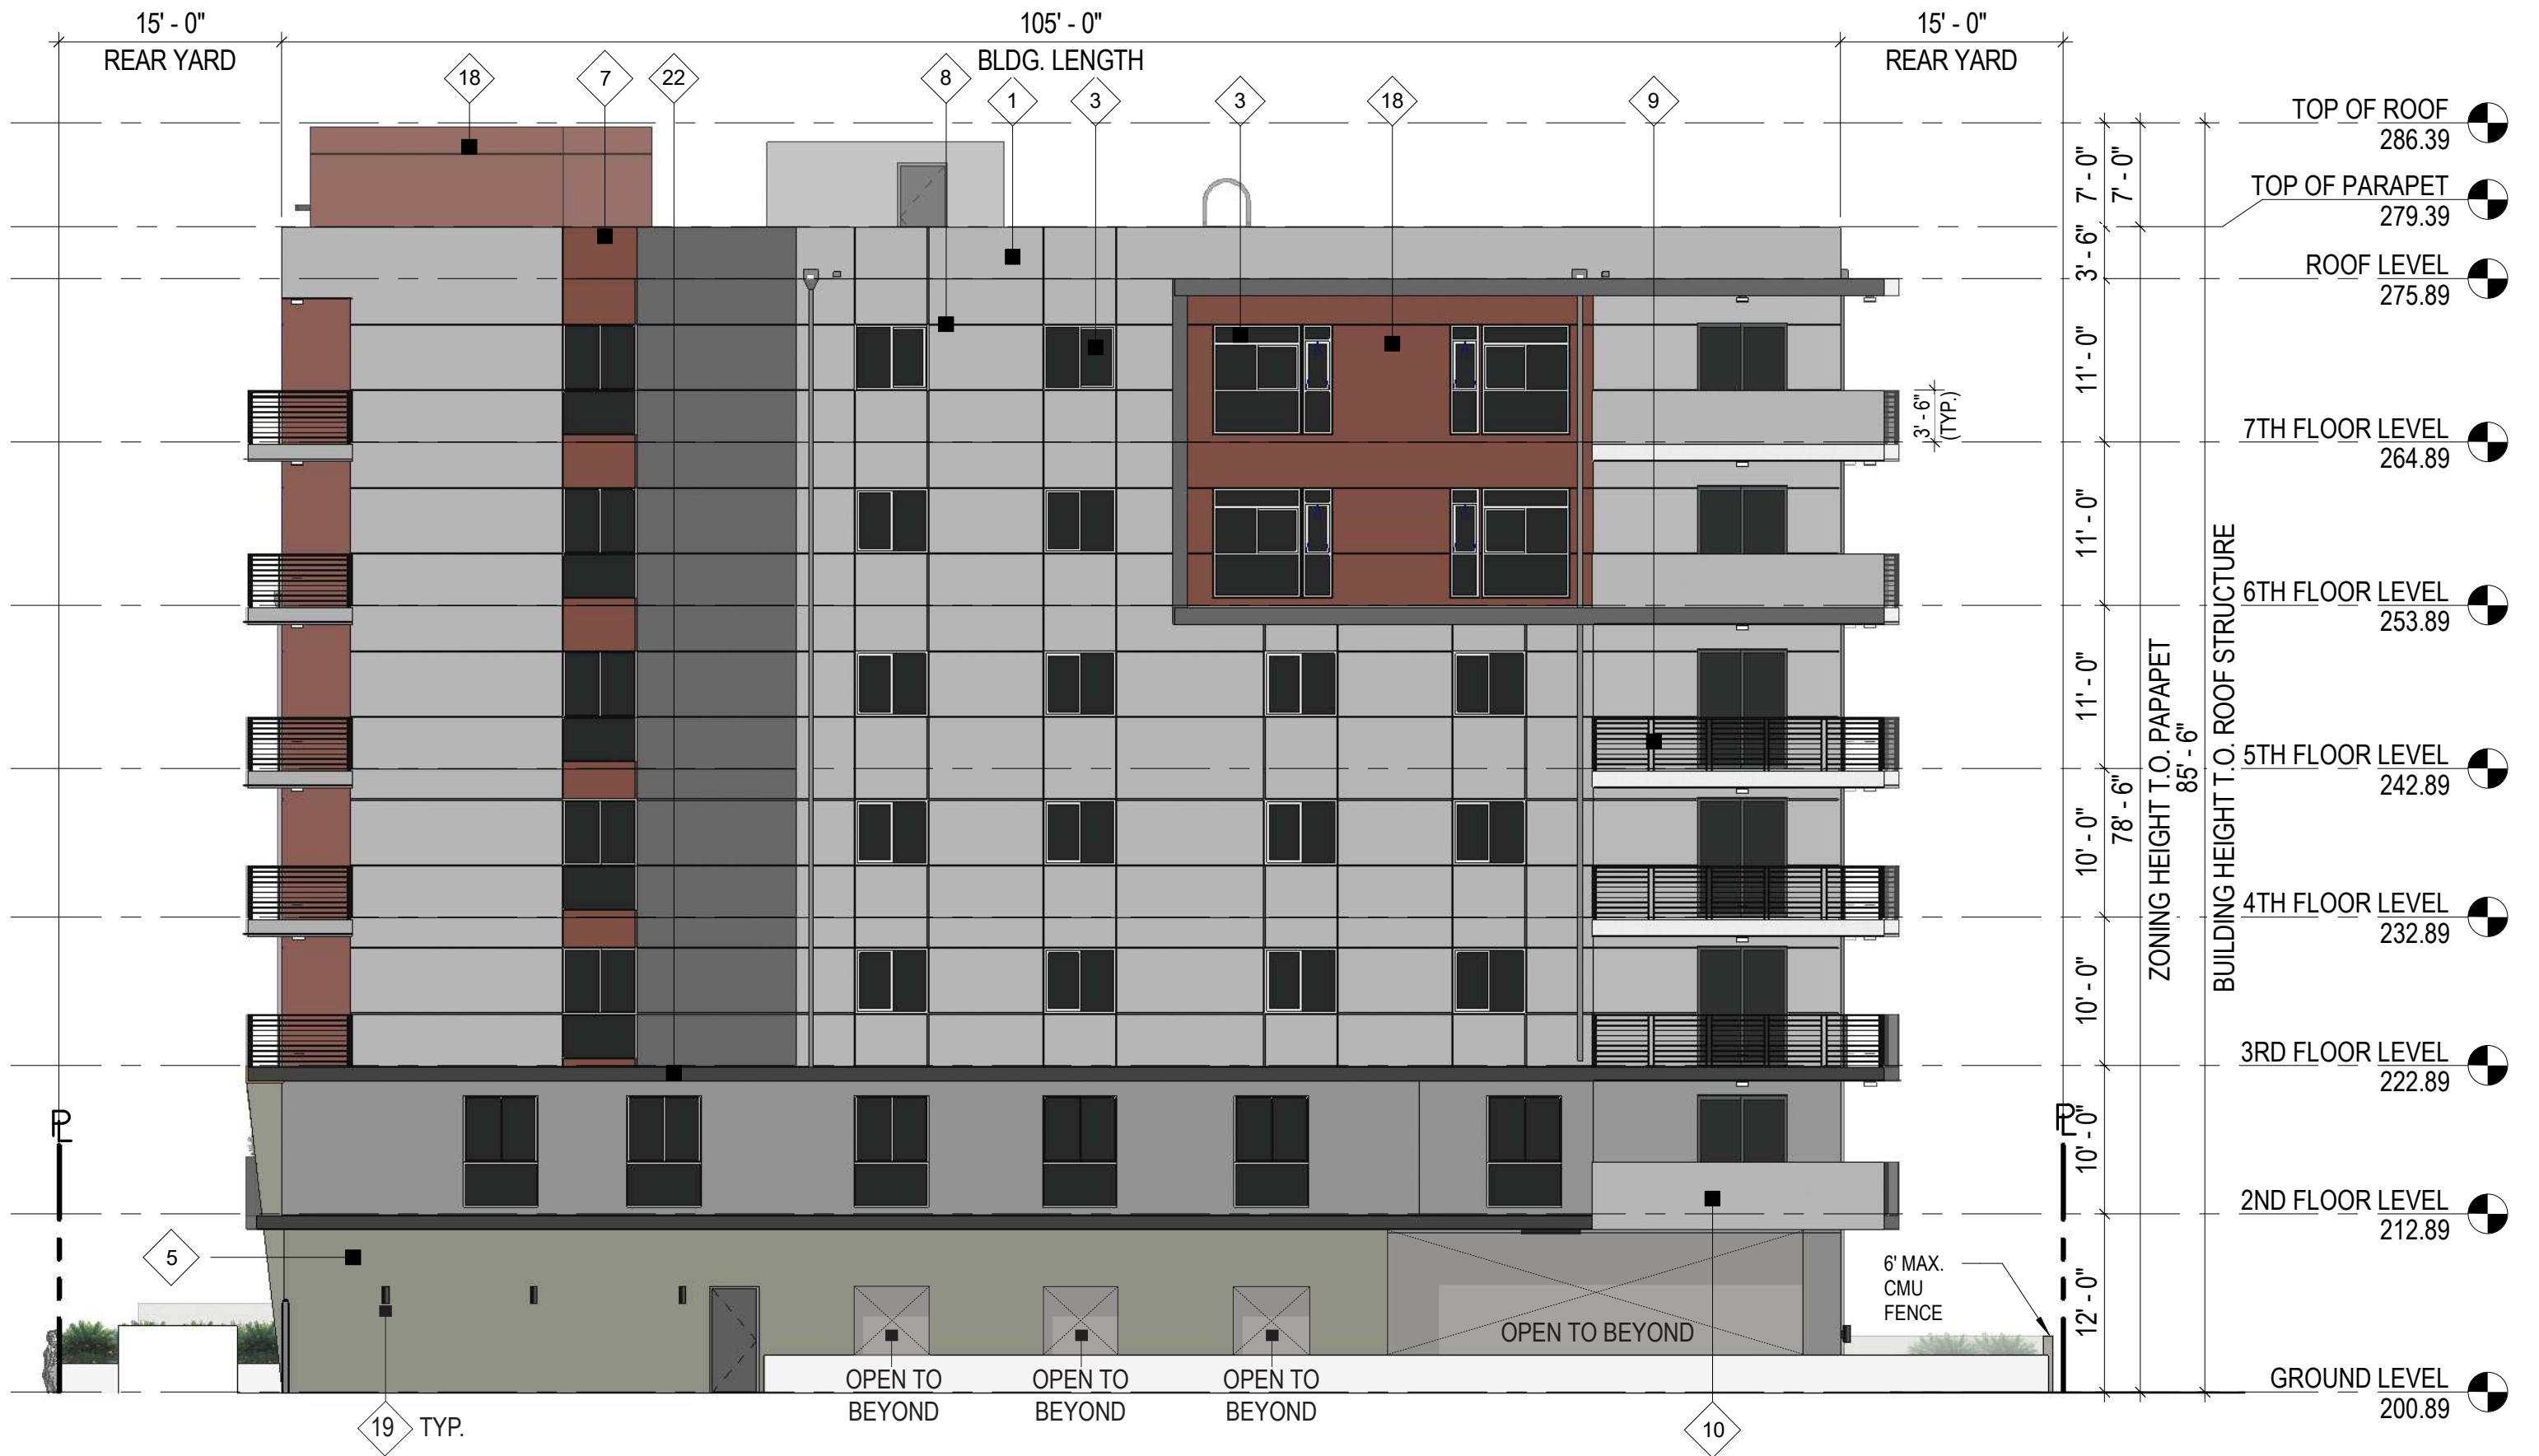 15' - 0"
105' - 0"
15' - 0"
REAR YARD
BLDG. LENGTH
REAR YARD
18
7
22
8
1
3
3
18
9
TOP OF ROOF
286.39
7' - 0"
7' - 0"
TOP OF PARAPET
279.39
3' - 6"
ROOF LEVEL
275.89
11' - 0"
3' - 6"
(TYP.)
7TH FLOOR LEVEL
264.89
11' - 0"
6TH FLOOR LEVEL
253.89
11' - 0"
5TH FLOOR LEVEL
242.89
10' - 0"
78' - 6"
ZONING HEIGHT T.O. PAPAPET
85' - 6"
BUILDING HEIGHT T.O. ROOF STRUCTURE
4TH FLOOR LEVEL
232.89
10' - 0"
3RD FLOOR LEVEL
222.89
PL
PL
10' - 0"
2ND FLOOR LEVEL
212.89
5
6' MAX.
CMU
FENCE
12' - 0"
OPEN TO BEYOND
OPEN TO
BEYOND
OPEN TO
BEYOND
OPEN TO
BEYOND
GROUND LEVEL
200.89
19 TYP.
10